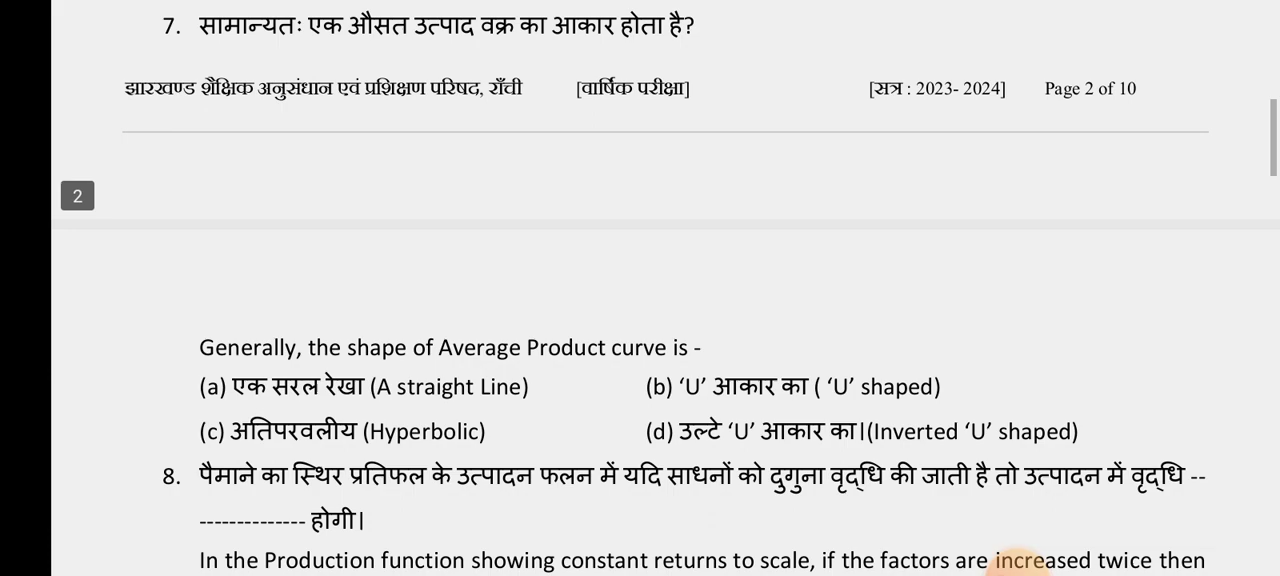 7. सामान्यतः एक औसत उत्पाद वक्र का आकार होता है?
झारखण्ड शैक्षिक अनुसंधान एवं प्रशिक्षण परिषद, राँची [वार्षिक परीक्षा] [सत्र : 2023- 2024] Page 2 of 10
2
Generally, the shape of Average Product curve is -
(a) एक सरल रेखा (A straight Line) (b) ‘U’ आकार का ( ‘U’ shaped)
(c) अतिपरवलीय (Hyperbolic) (d) उल्टे ‘U’ आकार का।(Inverted ‘U’ shaped)
8. पैमाने का स्थिर प्रतिफल के उत्पादन फलन में यदि साधनों को दुगुना वृद्धि की जाती है तो उत्पादन में वृद्धि --
-------------- होगी।
In the Production function showing constant returns to scale, if the factors are increased twice then